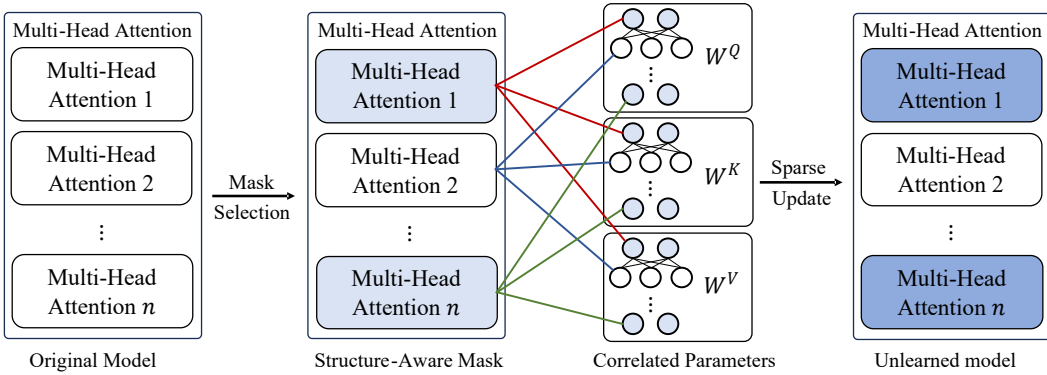 Multi-Head Attention
Multi-Head
Attention 1
Multi-Head
Attention 2
⋮
Multi-Head
Attention n
Original Model
Mask
Selection
Multi-Head Attention
Multi-Head
Attention 1
Multi-Head
Attention 2
⋮
Multi-Head
Attention n
Structure-Aware Mask
W^Q
⋮
W^K
⋮
W^V
⋮
Correlated Parameters
Sparse
Update
Multi-Head Attention
Multi-Head
Attention 1
Multi-Head
Attention 2
⋮
Multi-Head
Attention n
Unlearned model